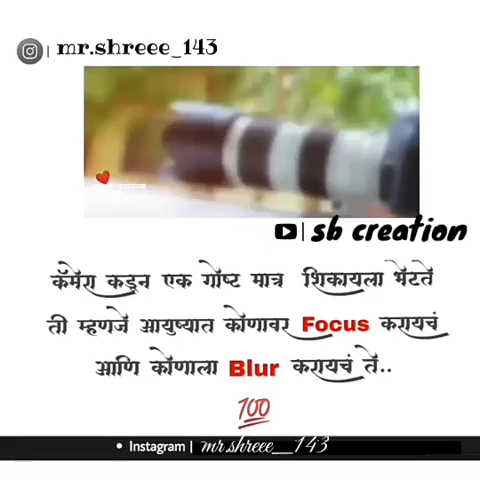 mr.shreee_143
sb creation
कॅमेरा कडून एक गोष्ट मात्र शिकायला भेटते
ती म्हणजे आयुष्यात कोणावर Focus करायचं
आणि कोणाला Blur करायचं ते..
💯
• Instagram | mr.shreee__143